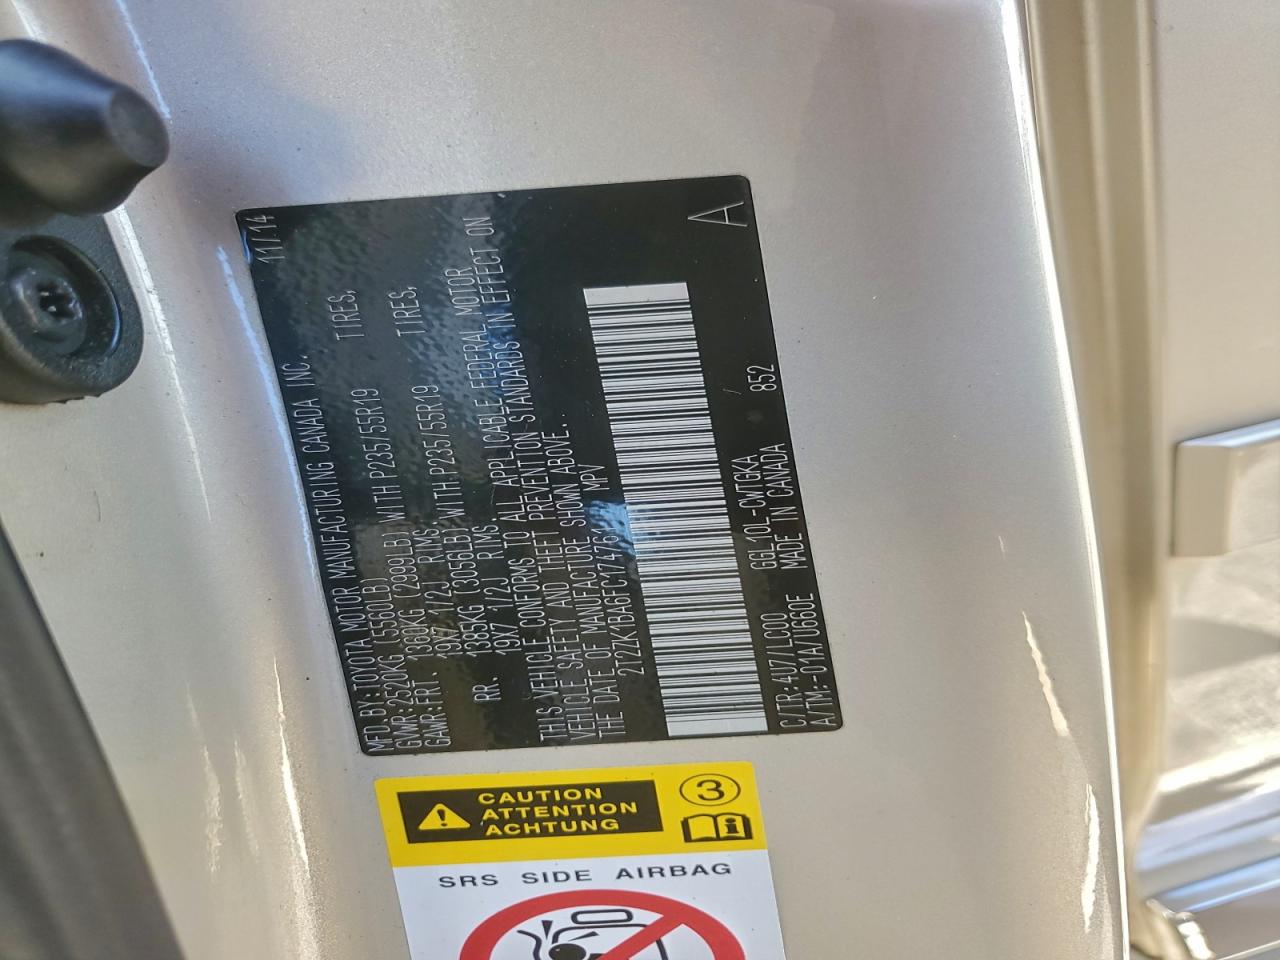 MFD.BY:TOYOTA MOTOR MANUFACTURING CANADA INC. 11/14
GVWR:2520KG(5560LB)
GAWR:FRT. 1360KG(2999LB) WITH P235/55R19 TIRES,
19X7 1/2J RIMS.
RR. 1385KG(3056LB) WITH P235/55R19 TIRES,
19X7 1/2J RIMS.
THIS VEHICLE CONFORMS TO ALL APPLICABLE FEDERAL MOTOR
VEHICLE SAFETY AND THEFT PREVENTION STANDARDS IN EFFECT ON
THE DATE OF MANUFACTURE SHOWN ABOVE.
MPV
A
C/TR:4U7/LC00 GGL10L-CWTGKA /
A/TM:-01A/U660E MADE IN CANADA 852
CAUTION
ATTENTION
ACHTUNG
3
i
SRS SIDE AIRBAG